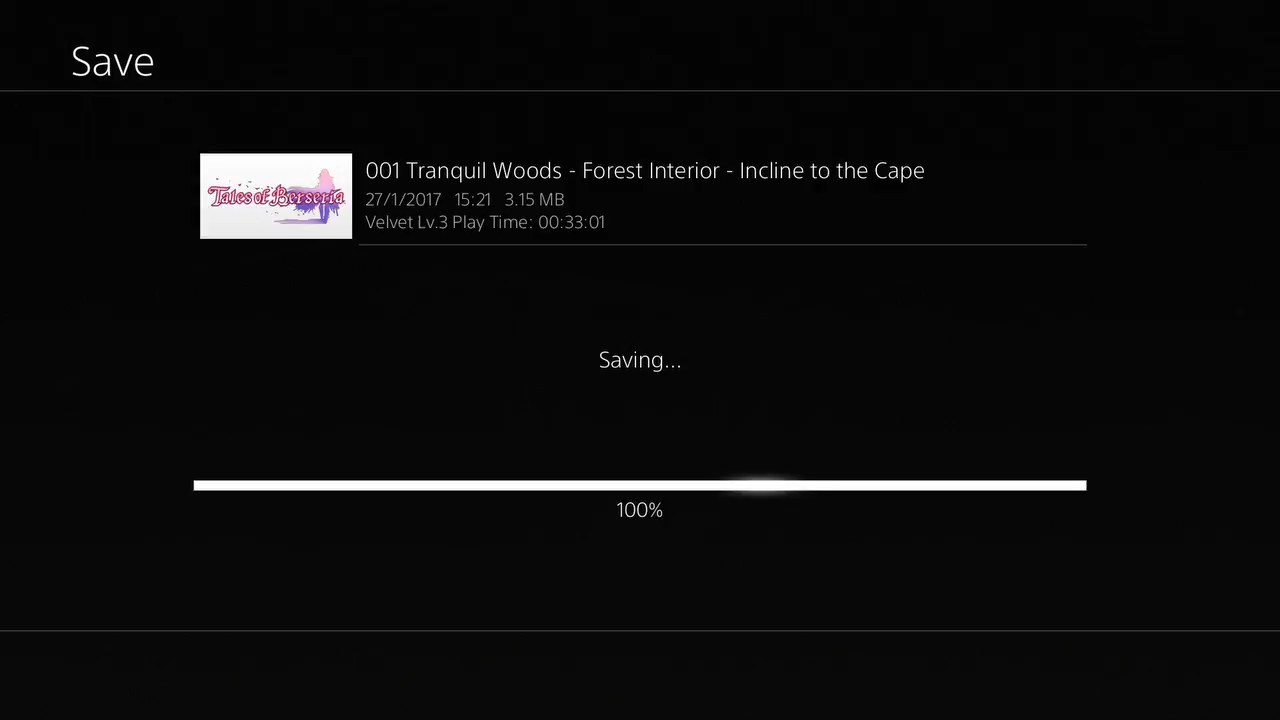 Save
Tales of Berseria
001 Tranquil Woods - Forest Interior - Incline to the Cape
27/1/2017 15:21 3.15 MB
Velvet Lv.3 Play Time: 00:33:01
Saving...
100%